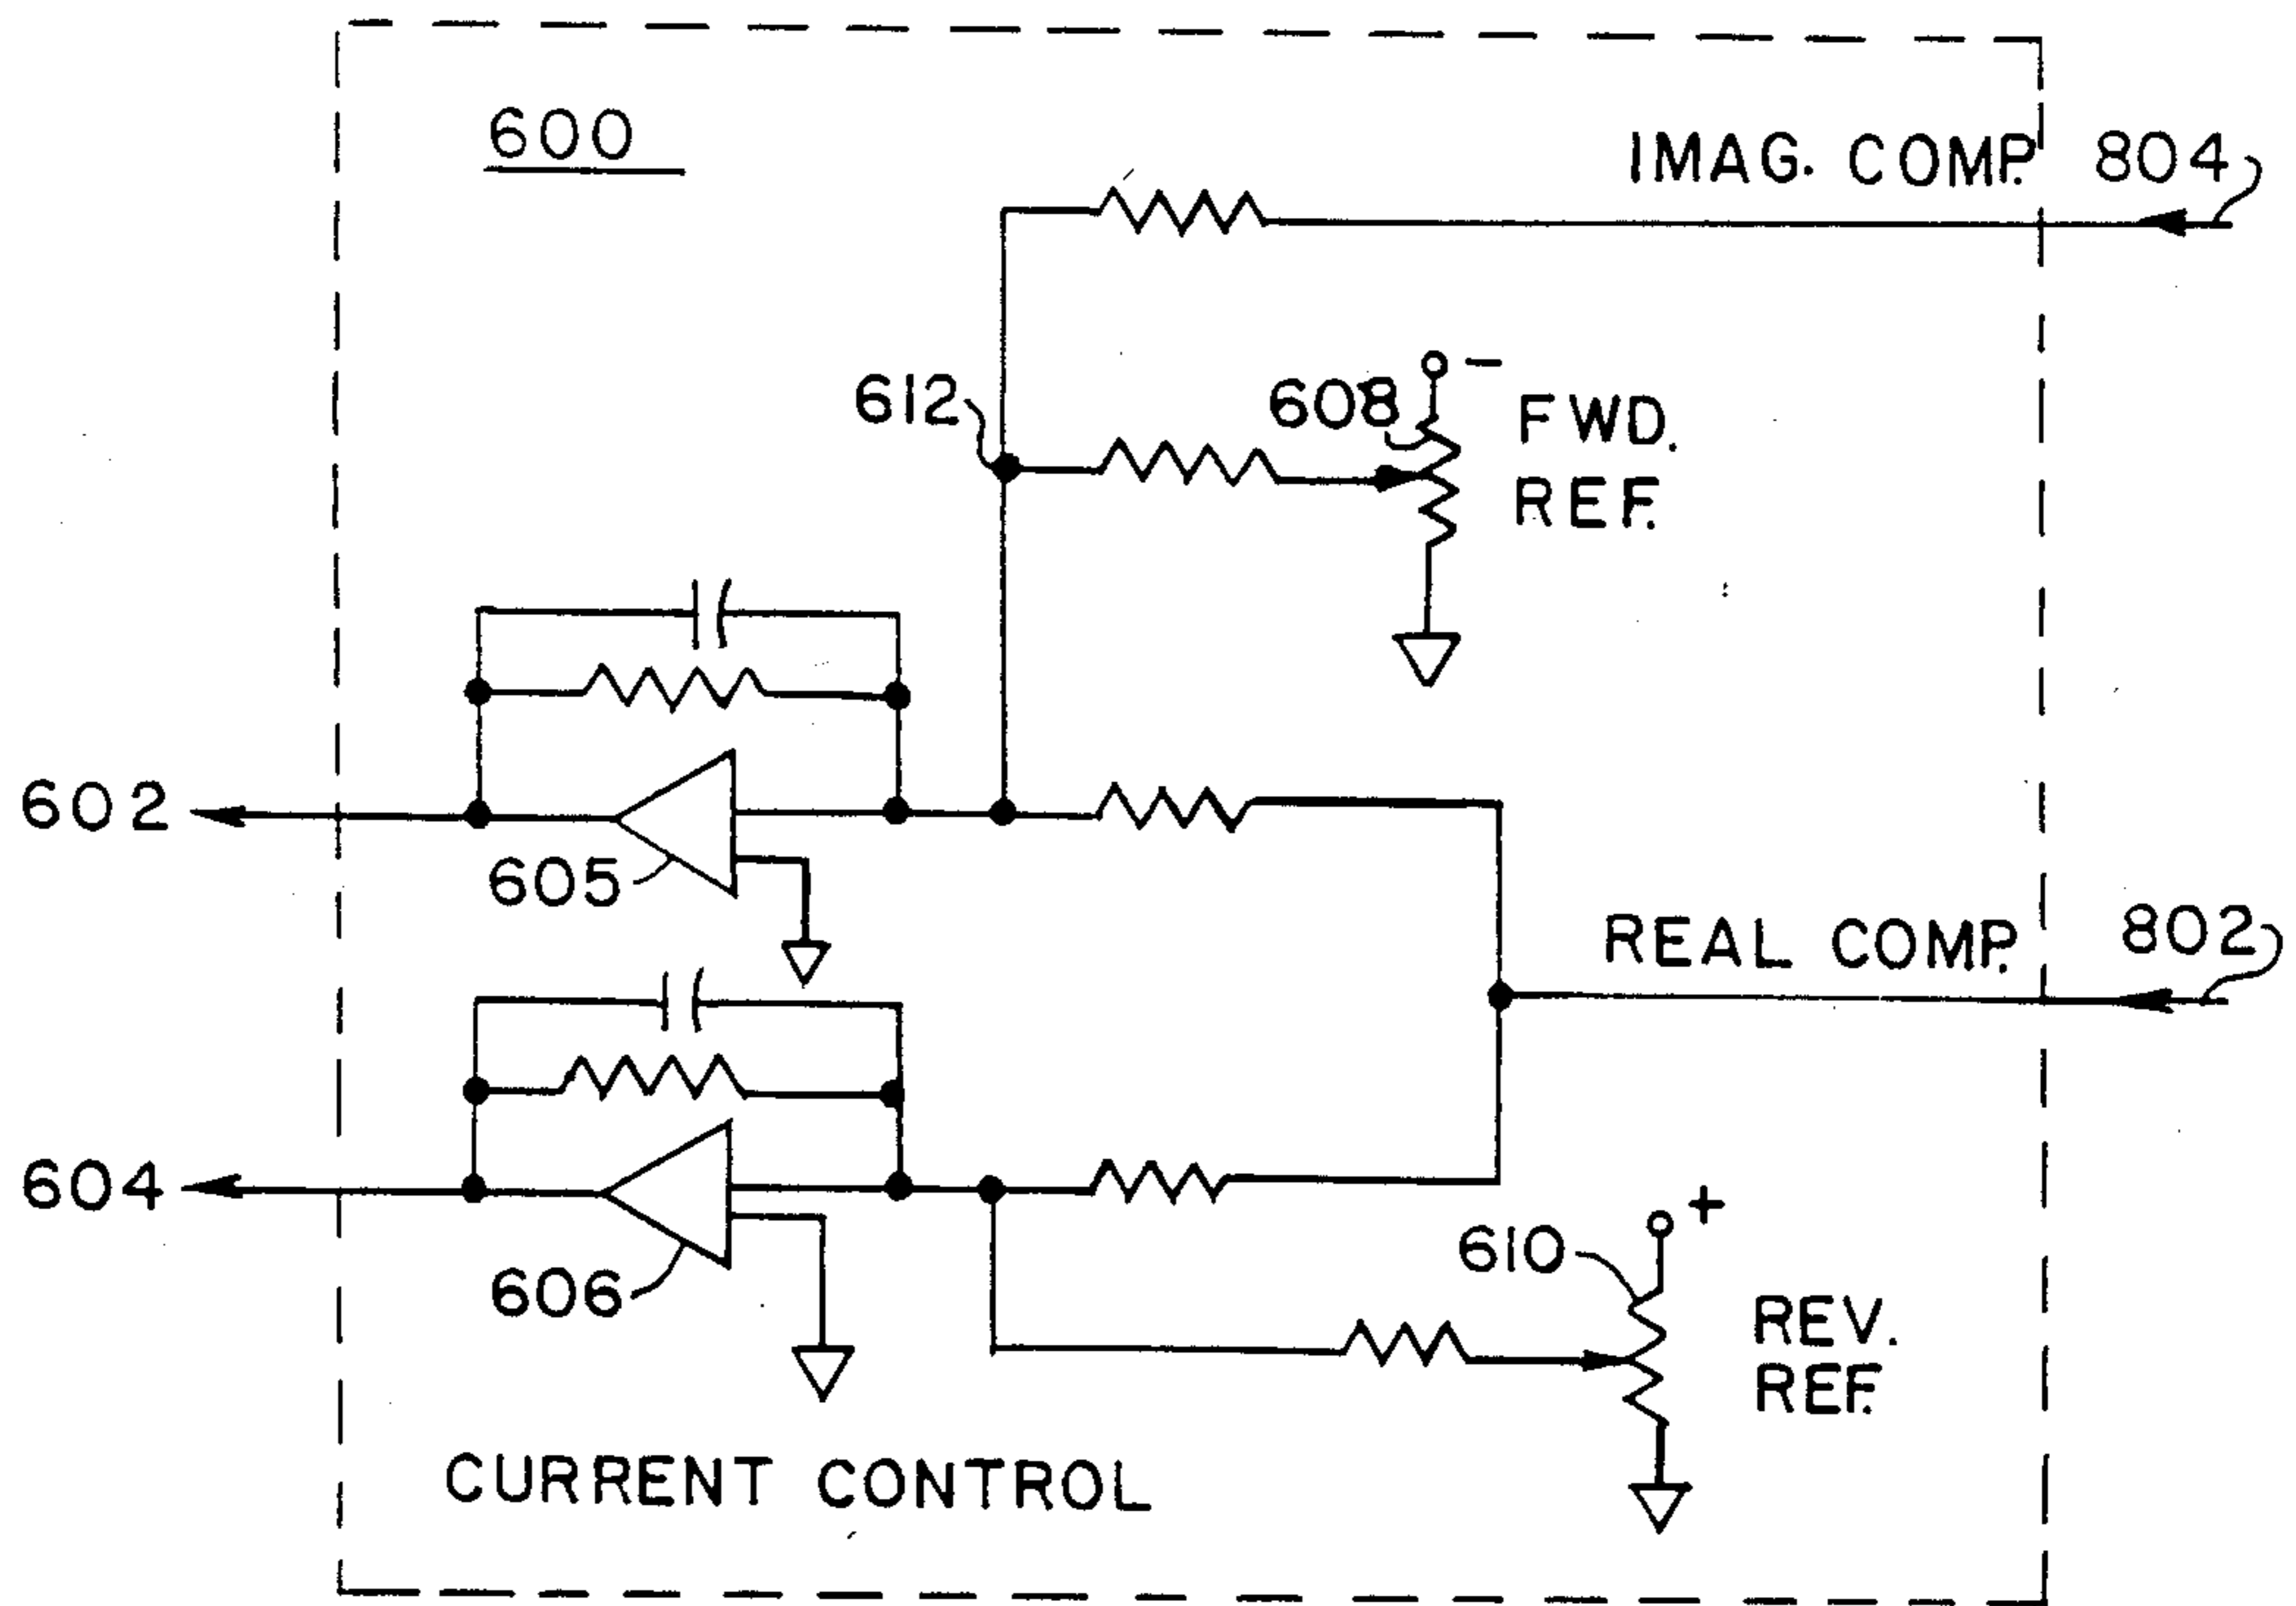 600
IMAG. COMP.
804
612
608
FWD.
REF.
−
602
605
REAL COMP.
802
604
606
610
+
REV.
REF.
CURRENT CONTROL